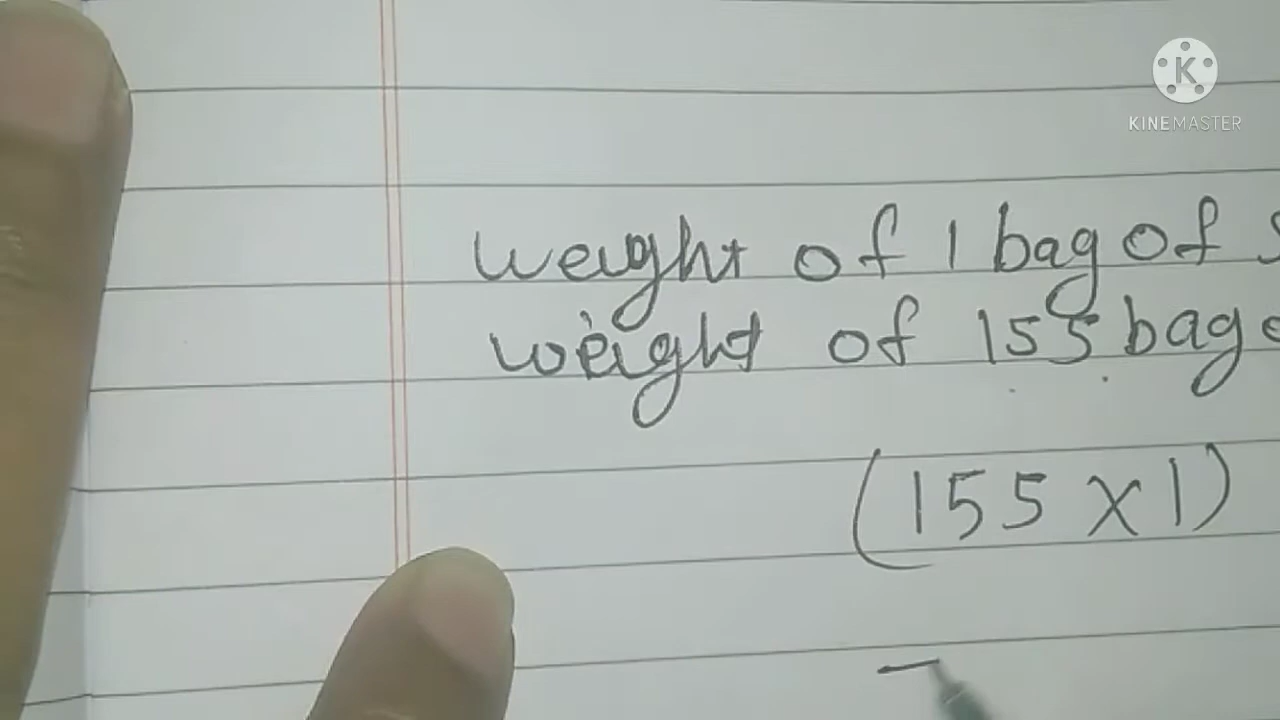 K
KINEMASTER
weight of 1 bag of
weight of 155 bag
(155 x 1)